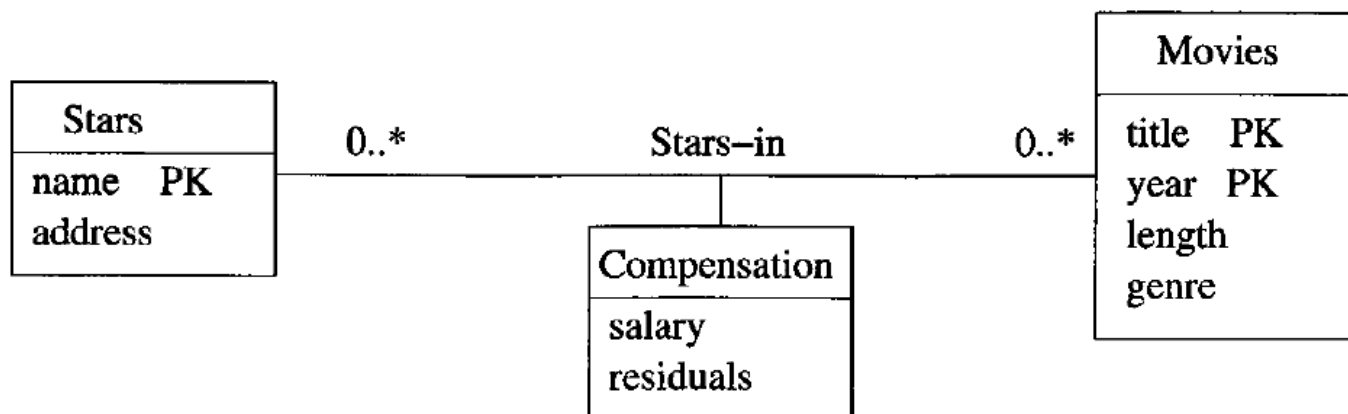 Stars
name PK
address
0..*
Stars–in
0..*
Compensation
salary
residuals
Movies
title PK
year PK
length
genre